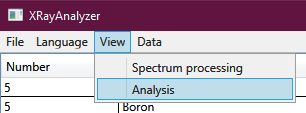 XRayAnalyzer
File Language View Data
Number
Spectrum processing
5
Analysis
5 Boron